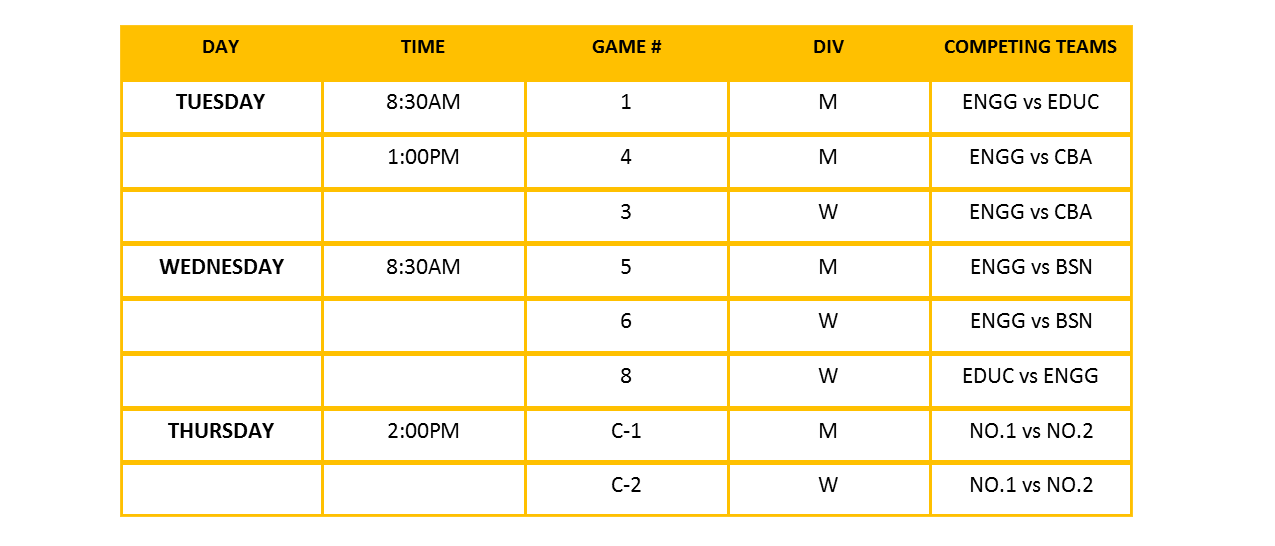 DAY TIME GAME # DIV COMPETING TEAMS
TUESDAY 8:30AM 1 M ENGG vs EDUC
1:00PM 4 M ENGG vs CBA
3 W ENGG vs CBA
WEDNESDAY 8:30AM 5 M ENGG vs BSN
6 W ENGG vs BSN
8 W EDUC vs ENGG
THURSDAY 2:00PM C-1 M NO.1 vs NO.2
C-2 W NO.1 vs NO.2